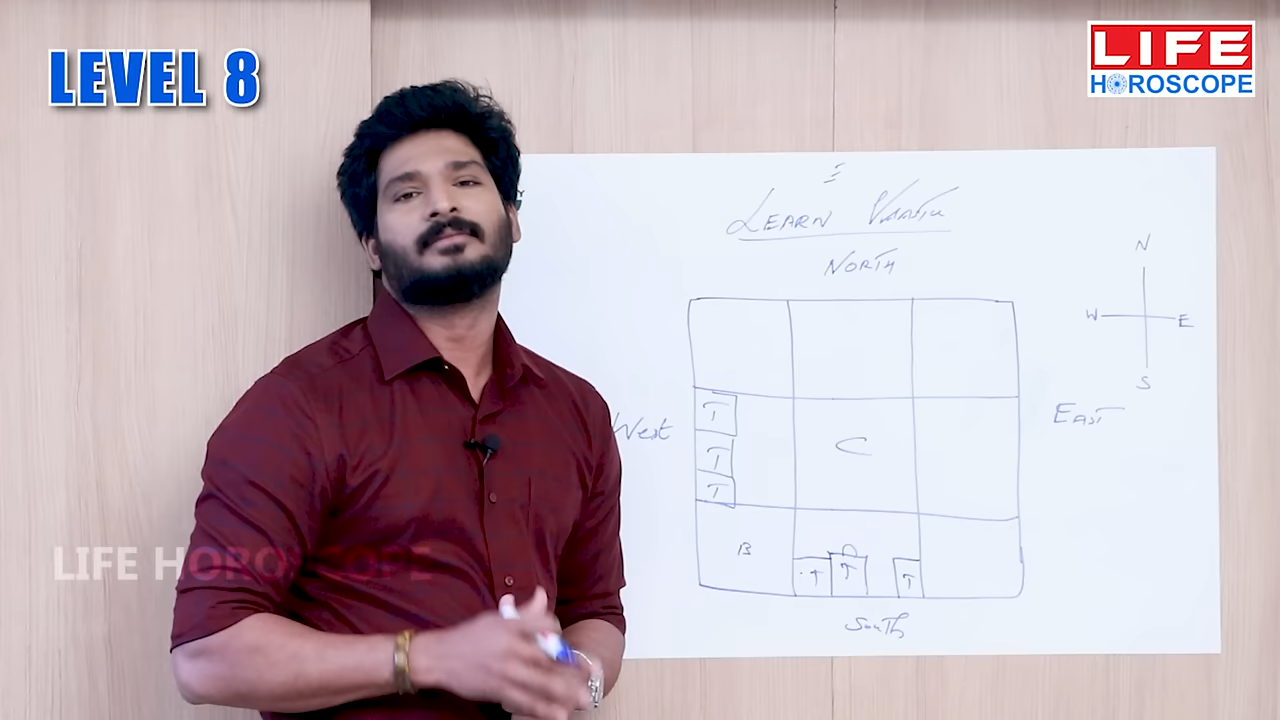 LEVEL 8
LIFE
HOROSCOPE
LEARN VAASTU
NORTH
N
W E
S
West
East
T
T
T
C
B
T T T
South
LIFE HOROSCOPE